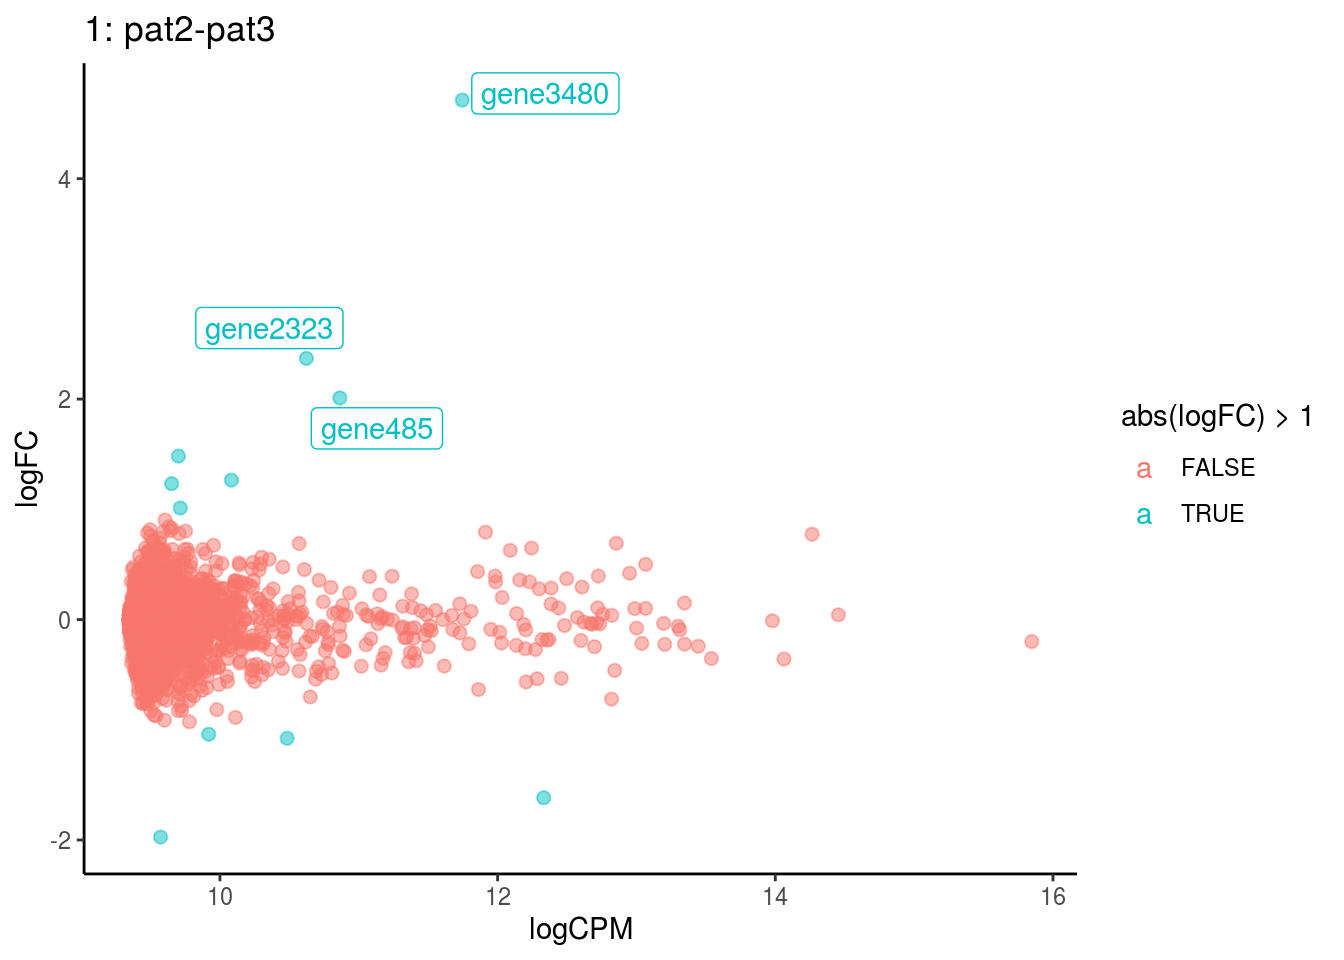 1: pat2-pat3
gene3480
gene2323
gene485
4
2
0
-2
logFC
10
12
14
16
logCPM
abs(logFC) > 1
a FALSE
a TRUE